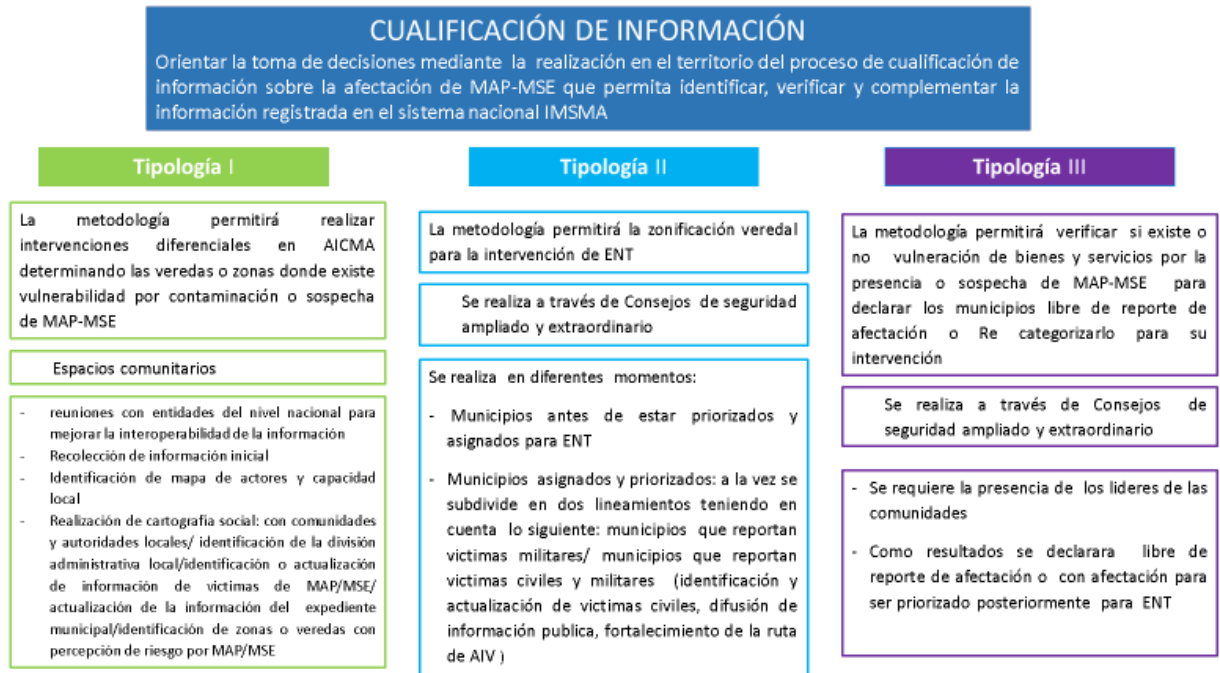 CUALIFICACIÓN DE INFORMACIÓN
Orientar la toma de decisiones mediante la realización en el territorio del proceso de cualificación de
información sobre la afectación de MAP-MSE que permita identificar, verificar y complementar la
información registrada en el sistema nacional IMSMA
Tipología I
La metodología permitirá realizar
intervenciones diferenciales en AICMA
determinando las veredas o zonas donde existe
vulnerabilidad por contaminación o sospecha
de MAP-MSE
Espacios comunitarios
- reuniones con entidades del nivel nacional para
mejorar la interoperabilidad de la información
- Recolección de información inicial
- Identificación de mapa de actores y capacidad
local
- Realización de cartografía social: con comunidades
y autoridades locales/ identificación de la división
administrativa local/identificación o actualización
de información de victimas de MAP/MSE/
actualización de la información del expediente
municipal/identificación de zonas o veredas con
percepción de riesgo por MAP/MSE
Tipología II
La metodología permitirá la zonificación veredal
para la intervención de ENT
Se realiza a través de Consejos de seguridad
ampliado y extraordinario
Se realiza en diferentes momentos:
- Municipios antes de estar priorizados y
asignados para ENT
- Municipios asignados y priorizados: a la vez se
subdivide en dos lineamientos teniendo en
cuenta lo siguiente: municipios que reportan
victimas militares/ municipios que reportan
victimas civiles y militares (identificación y
actualización de victimas civiles, difusión de
información publica, fortalecimiento de la ruta
de AIV )
Tipología III
La metodología permitirá verificar si existe o
no vulneración de bienes y servicios por la
presencia o sospecha de MAP-MSE para
declarar los municipios libre de reporte de
afectación o Re categorizarlo para su
intervención
Se realiza a través de Consejos de
seguridad ampliado y extraordinario
- Se requiere la presencia de los lideres de las
comunidades
- Como resultados se declarara libre de
reporte de afectación o con afectación para
ser priorizado posteriormente para ENT